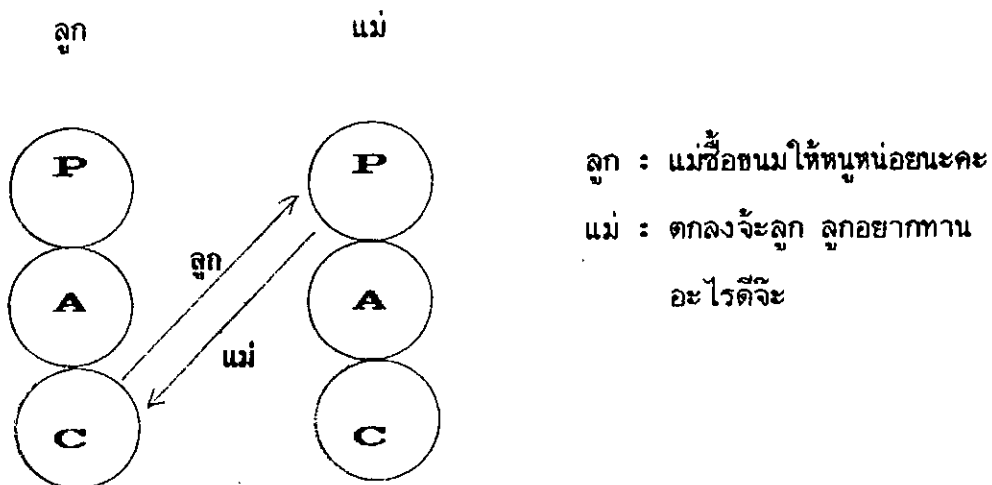 ลูก แม่
P P
ลูก : แม่ซื้อขนมให้หนูหน่อยนะคะ
แม่ : ตกลงจ้ะลูก ลูกอยากทาน
อะไรดีจ๊ะ
ลูก
A A
แม่
C C